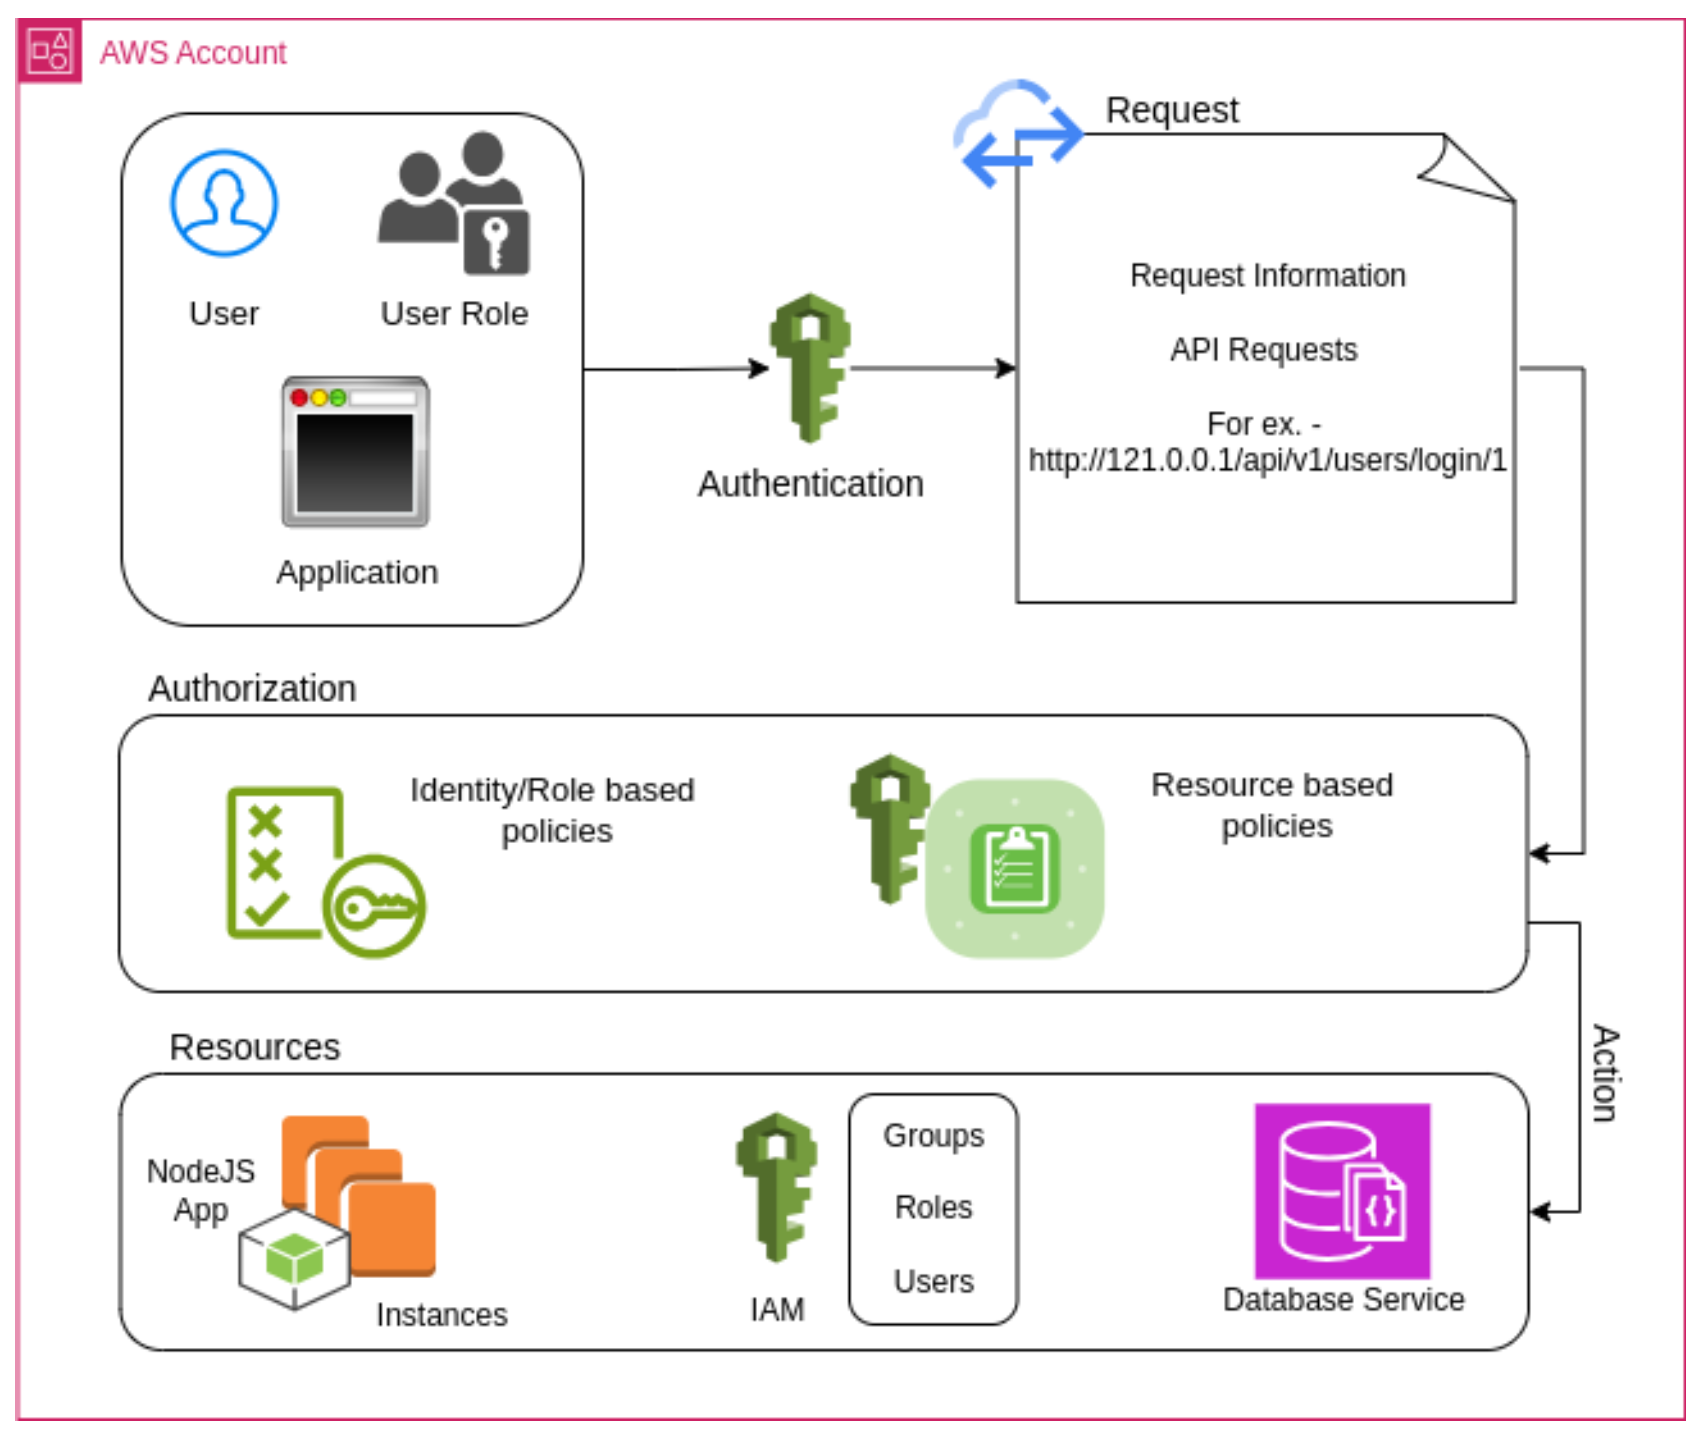 AWS Account
Request
User
User Role
Application
Authentication
Request Information
API Requests
For ex. -
http://121.0.0.1/api/v1/users/login/1
Authorization
Identity/Role based
policies
Resource based
policies
Action
Resources
NodeJS
App
Instances
IAM
Groups
Roles
Users
Database Service